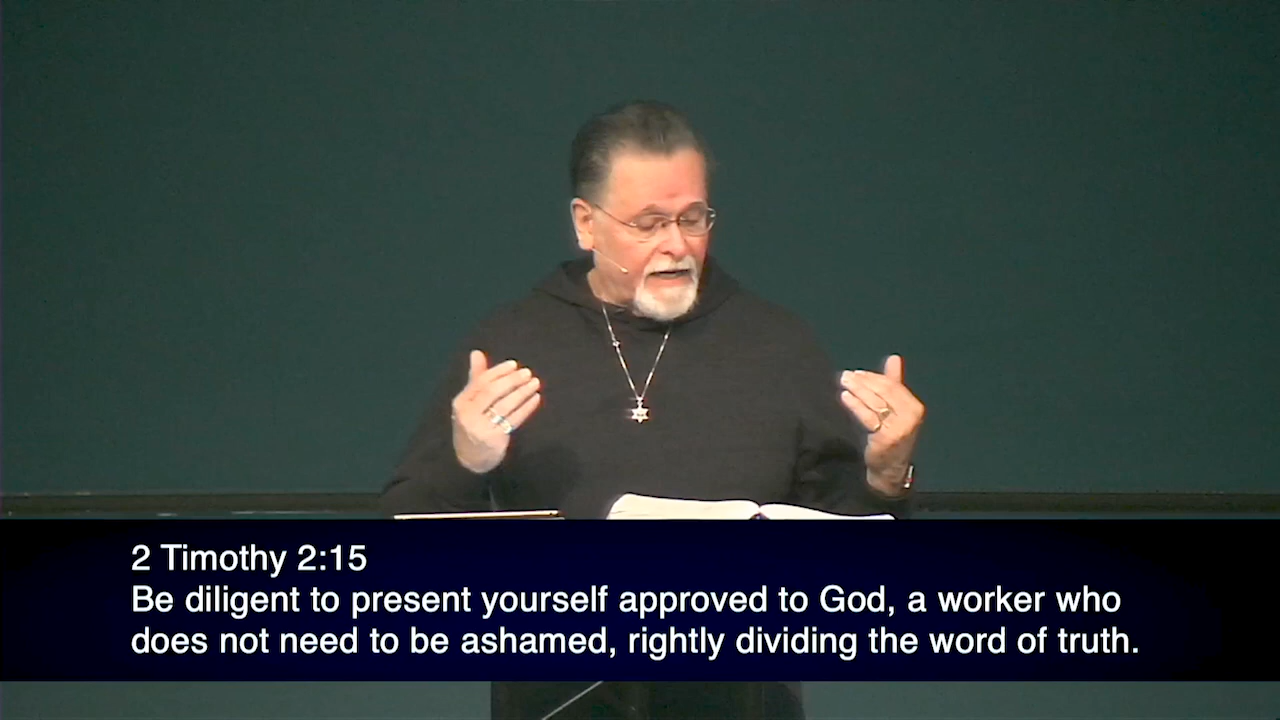 2 Timothy 2:15
Be diligent to present yourself approved to God, a worker who
does not need to be ashamed, rightly dividing the word of truth.